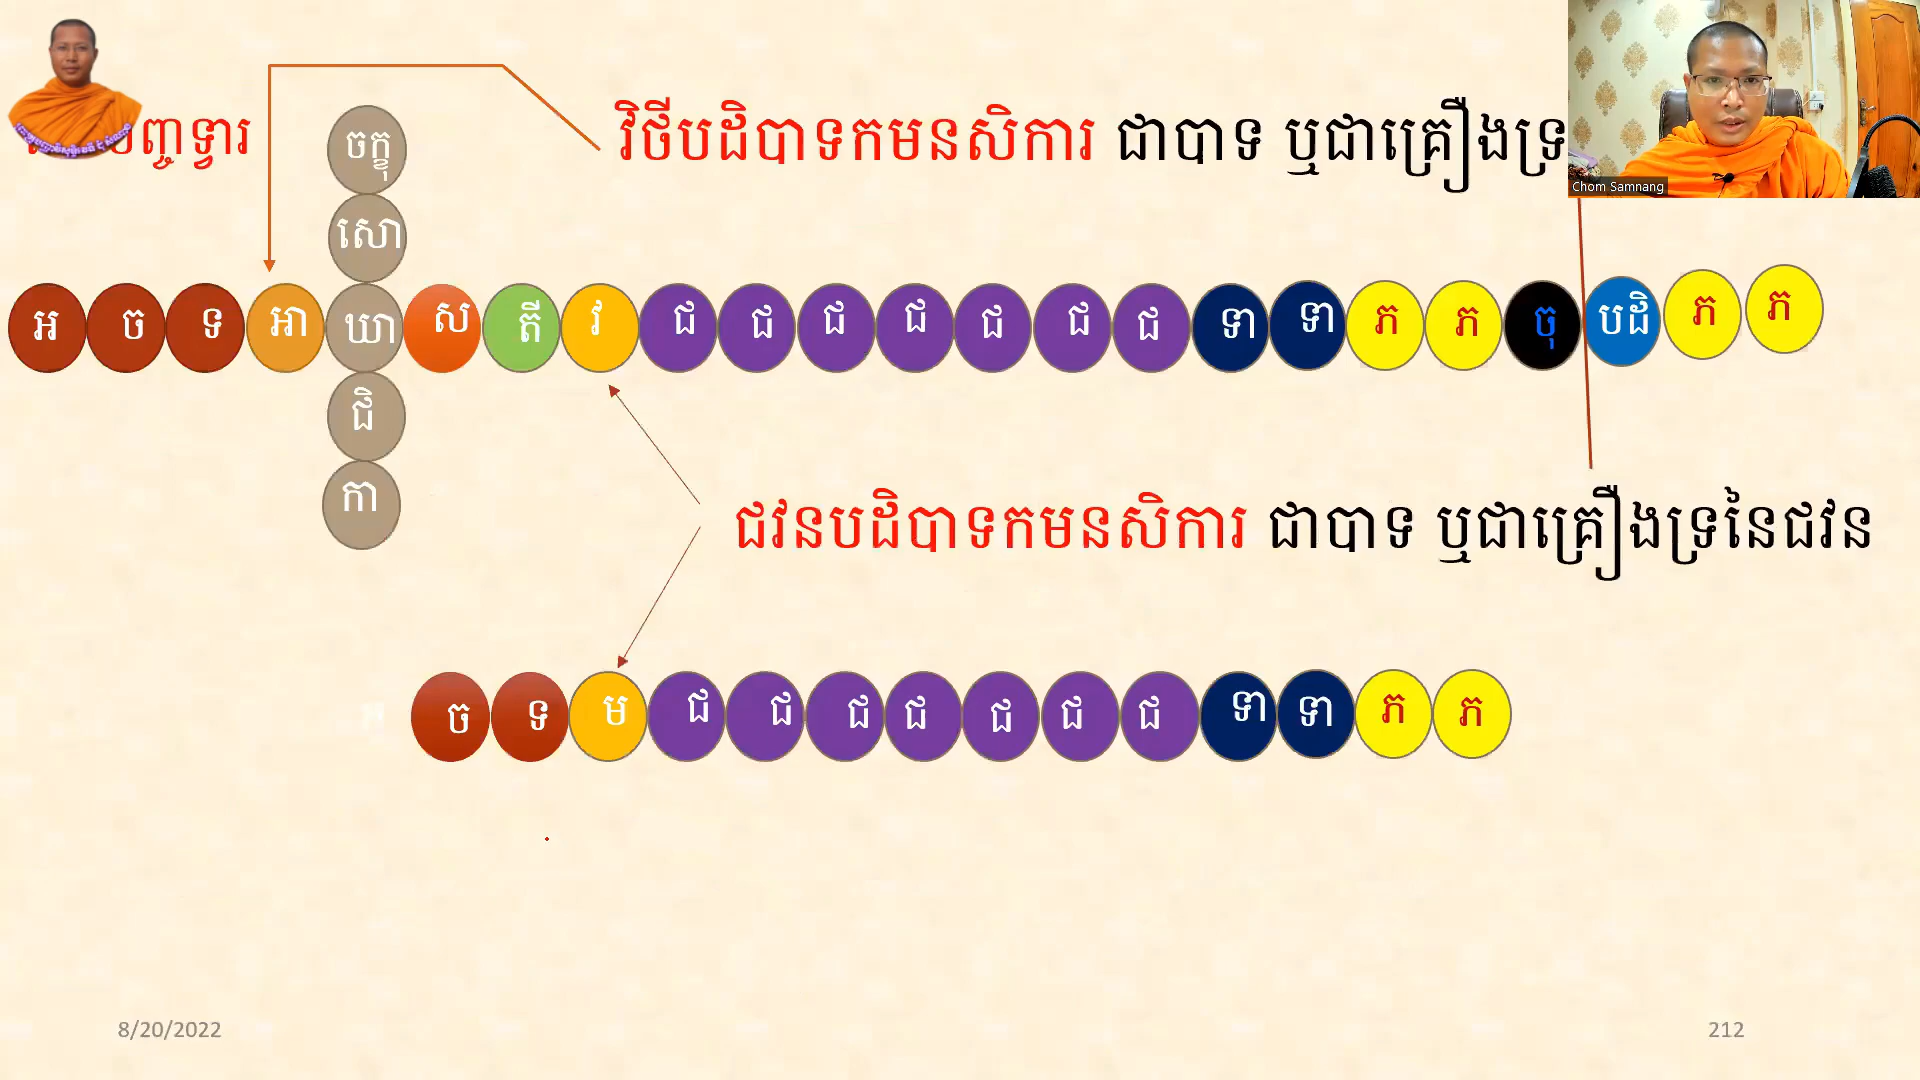 បញ្ចទ្វារ
វិថីបដិបាទកមនសិការ ជាបាទ ឬជាគ្រឿងទ្រ
Chom Samnang
ចក្ខុ
សោ
អ ច ទ អា ឃា ស តី វ ជ ជ ជ ជ ជ ជ ជ ទា ទា ភ ភ ចុ បដិ ភ ភ
ជិ
កា
ជវនបដិបាទកមនសិការ ជាបាទ ឬជាគ្រឿងទ្រនៃជវន
ច ទ ម ជ ជ ជ ជ ជ ជ ជ ទា ទា ភ ភ
8/20/2022
212